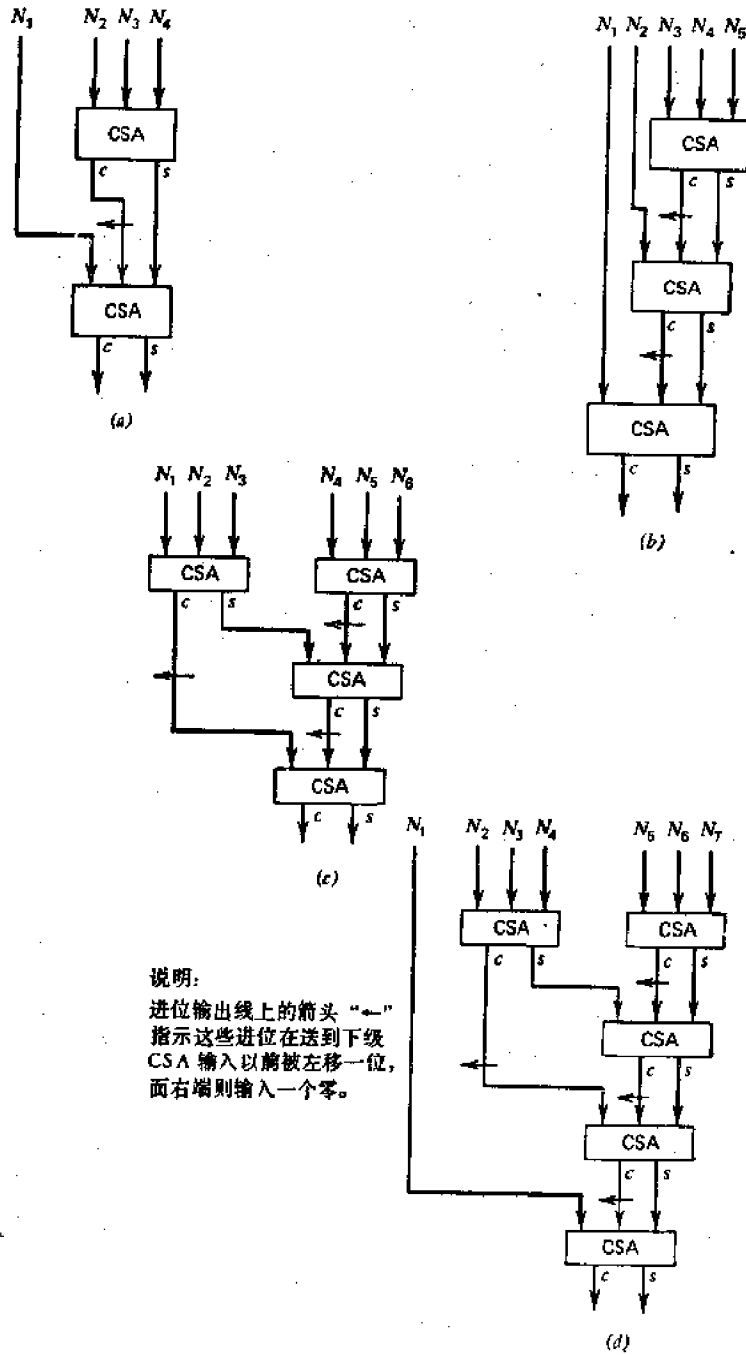 N₁ N₂ N₃ N₄
CSA
c s
CSA
c s
(a)
N₁ N₂ N₃ N₄ N₅
CSA
c s
CSA
c s
CSA
c s
(b)
N₁ N₂ N₃ N₄ N₅ N₆
CSA CSA
c s c s
CSA
c s
CSA
c s
(c)
N₁ N₂ N₃ N₄ N₅ N₆ N₇
CSA CSA
c s c s
CSA
c s
CSA
c s
CSA
c s
(d)
说明：
进位输出线上的箭头“←”
指示这些进位在送到下级
CSA 输入以前被左移一位，
而右端则输入一个零。